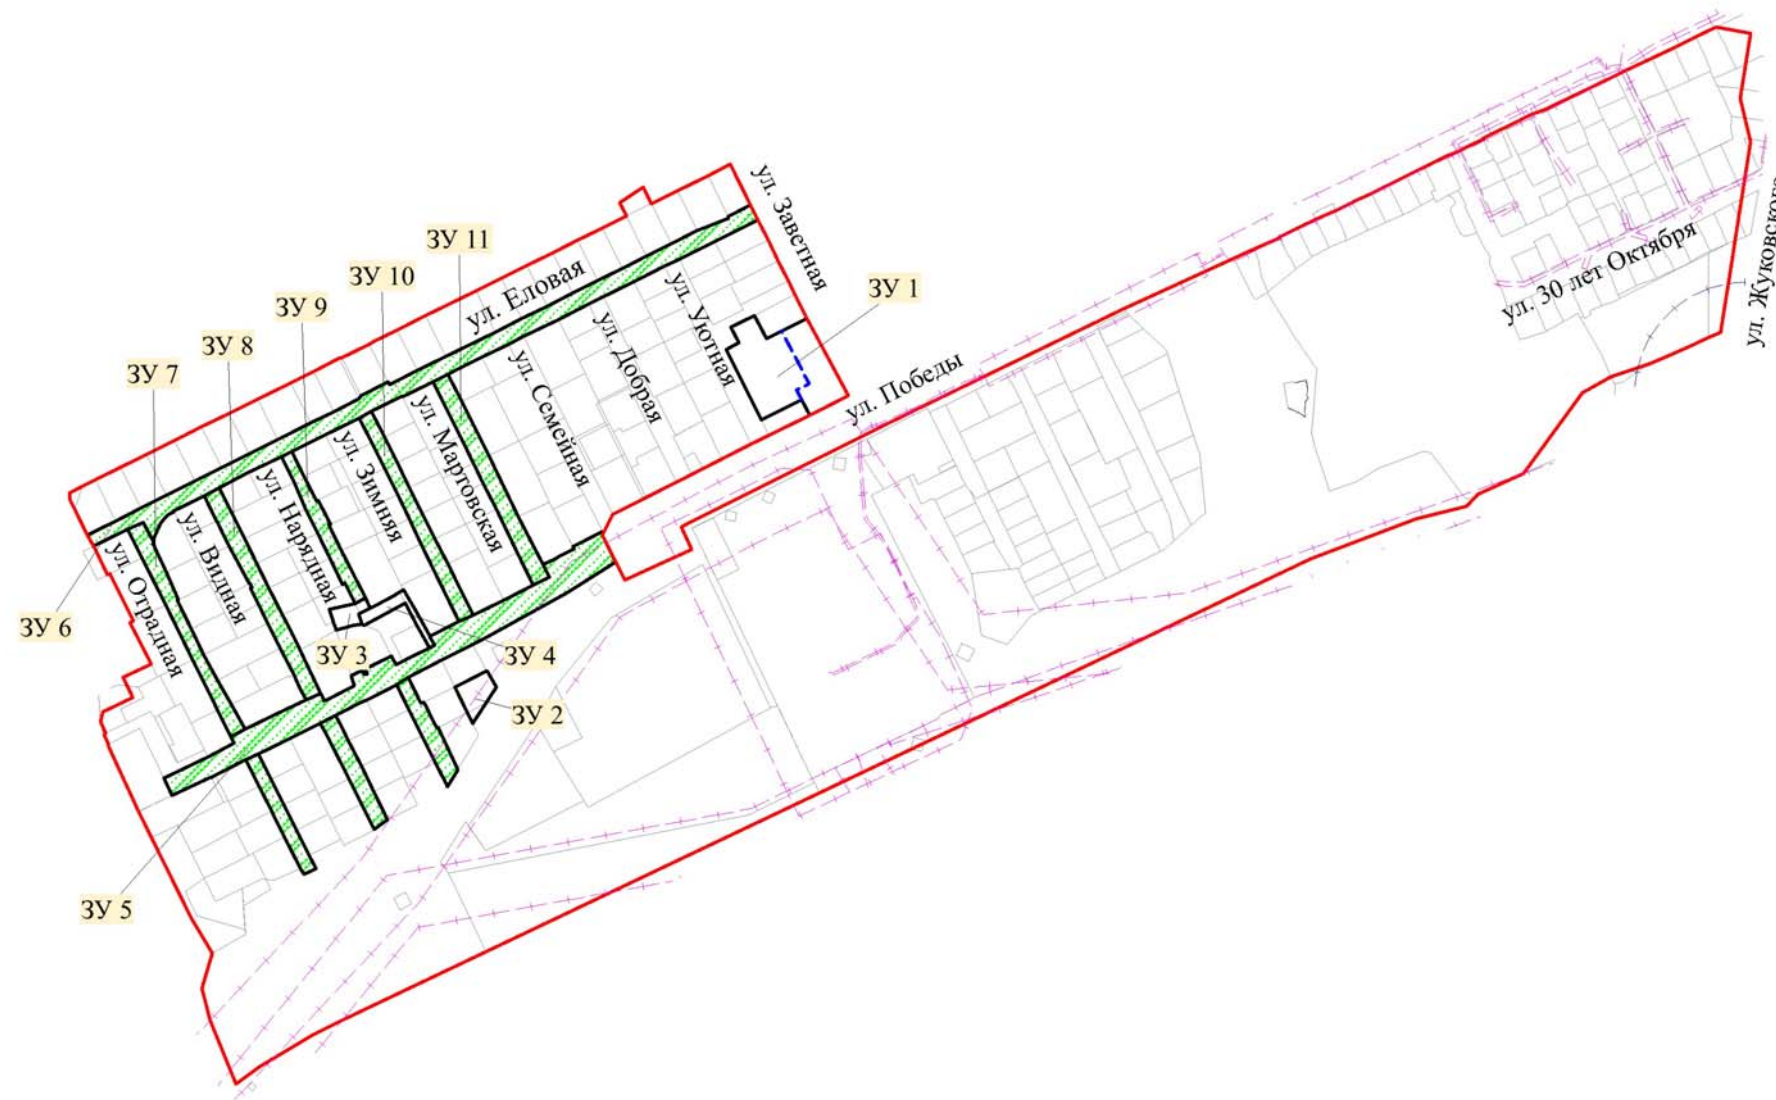 ул. Заветная
ЗУ 11
ЗУ 10
ул. Еловая
ЗУ 9
ул. Уютная
ЗУ 1
ул. 30 лет Октября
ул. Жуковского
ЗУ 8
ул. Добрая
ЗУ 7
ул. Семейная
ул. Победы
ул. Мартовская
ул. Зимняя
ул. Нарядная
ул. Видная
ул. Отрадная
ЗУ 6
ЗУ 3
ЗУ 4
ЗУ 2
ЗУ 5